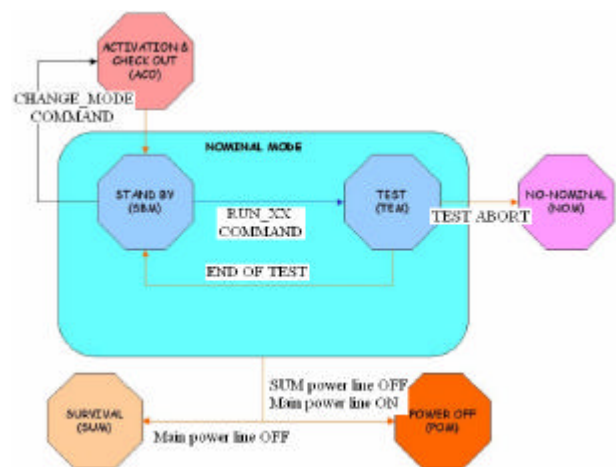 ACTIVATION &
CHECK OUT
(ACO)
CHANGE_MODE
COMMAND
NOMINAL MODE
STAND BY
(SBM)
RUN_XX
COMMAND
TEST
(TEM)
TEST ABORT
NO-NOMINAL
(NOM)
END OF TEST
SUM power line OFF
Main power line ON
SURVIVAL
(SUM)
Main power line OFF
POWER OFF
(POM)